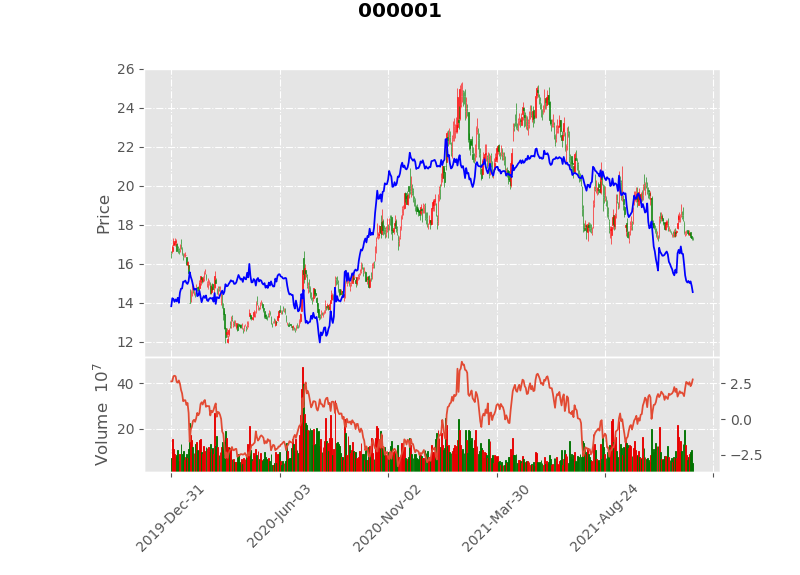 000001
26
24
22
20
18
16
14
12
Price
40
20
Volume 10^7
2.5
0.0
−2.5
2019-Dec-31
2020-Jun-03
2020-Nov-02
2021-Mar-30
2021-Aug-24